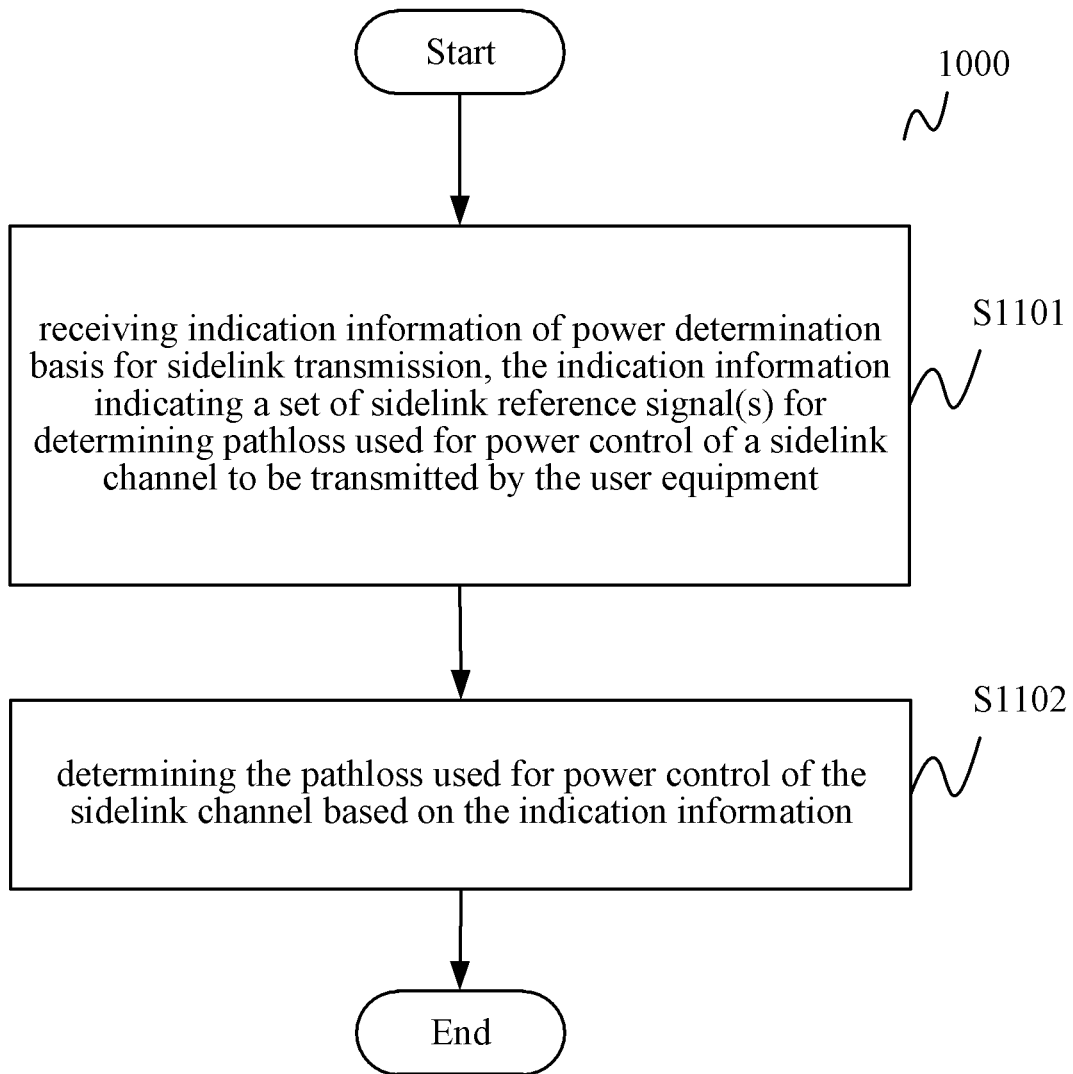 Start
1000
receiving indication information of power determination
basis for sidelink transmission, the indication information
indicating a set of sidelink reference signal(s) for
determining pathloss used for power control of a sidelink
channel to be transmitted by the user equipment
S1101
determining the pathloss used for power control of the
sidelink channel based on the indication information
S1102
End